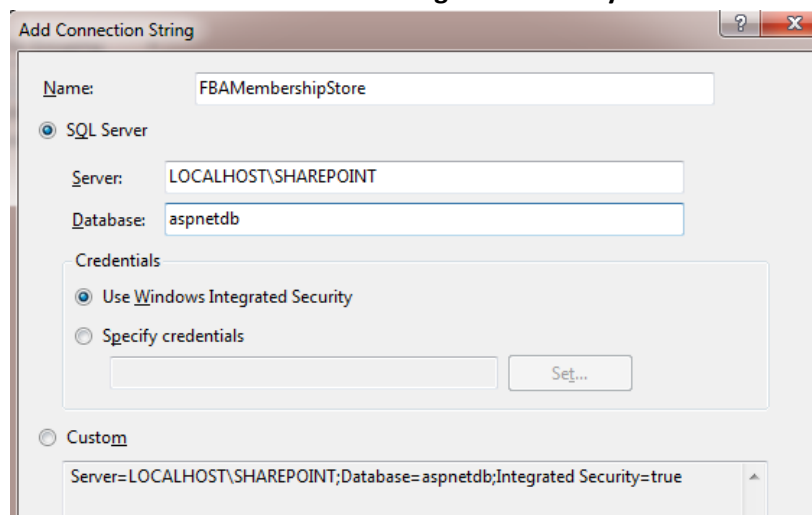 Add Connection String
Name: FBAMembershipStore
SQL Server
Server: LOCALHOST\SHAREPOINT
Database: aspnetdb
Credentials
Use Windows Integrated Security
Specify credentials
Set...
Custom
Server=LOCALHOST\SHAREPOINT;Database=aspnetdb;Integrated Security=true